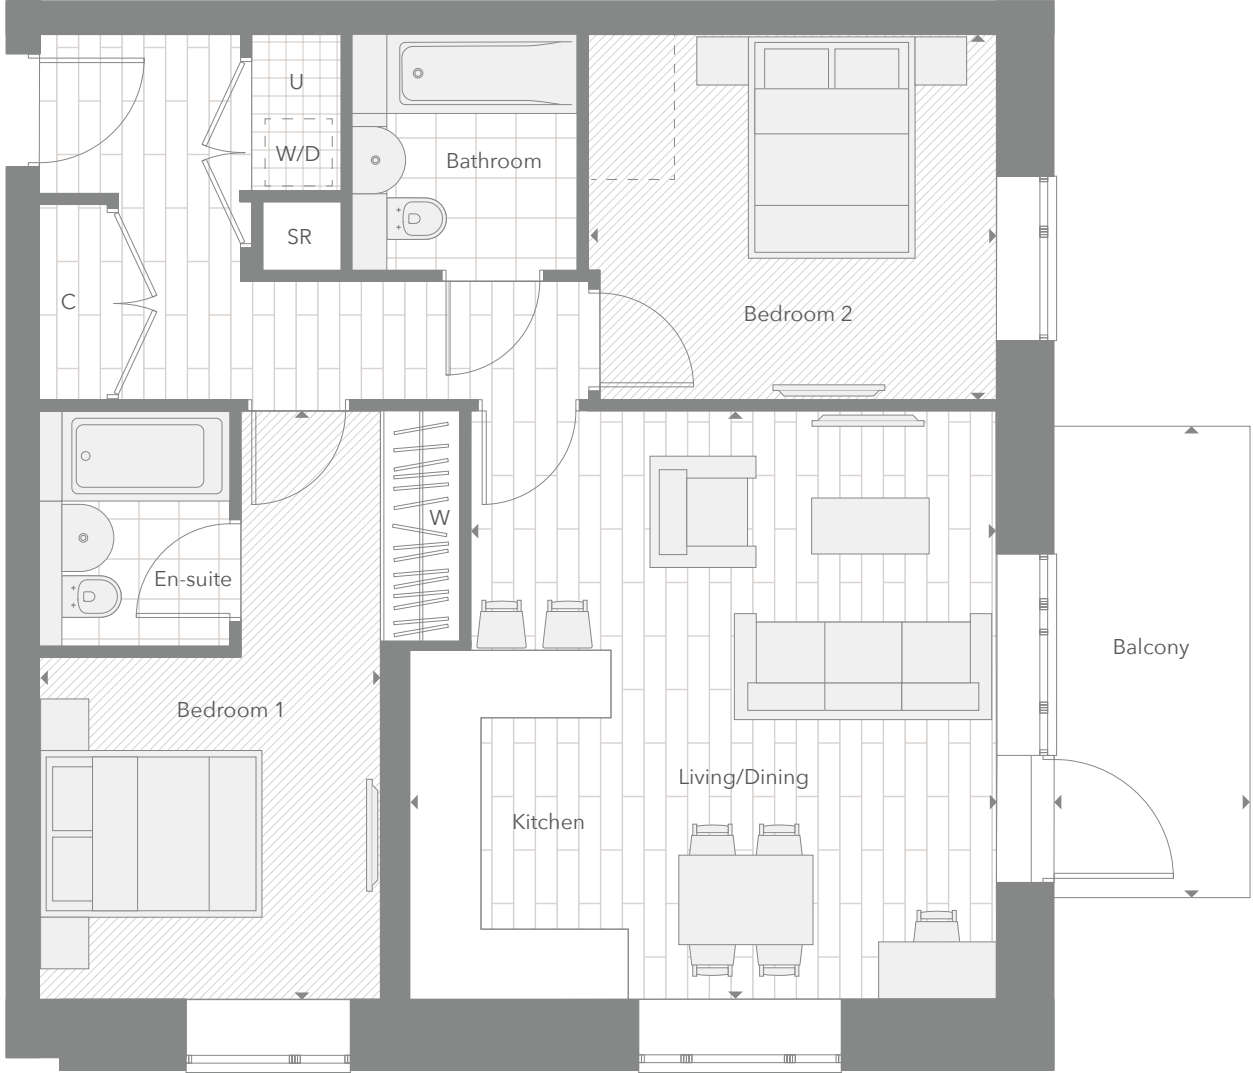 U
W/D
Bathroom
SR
C
Bedroom 2
W
En-suite
Balcony
Bedroom 1
Living/Dining
Kitchen